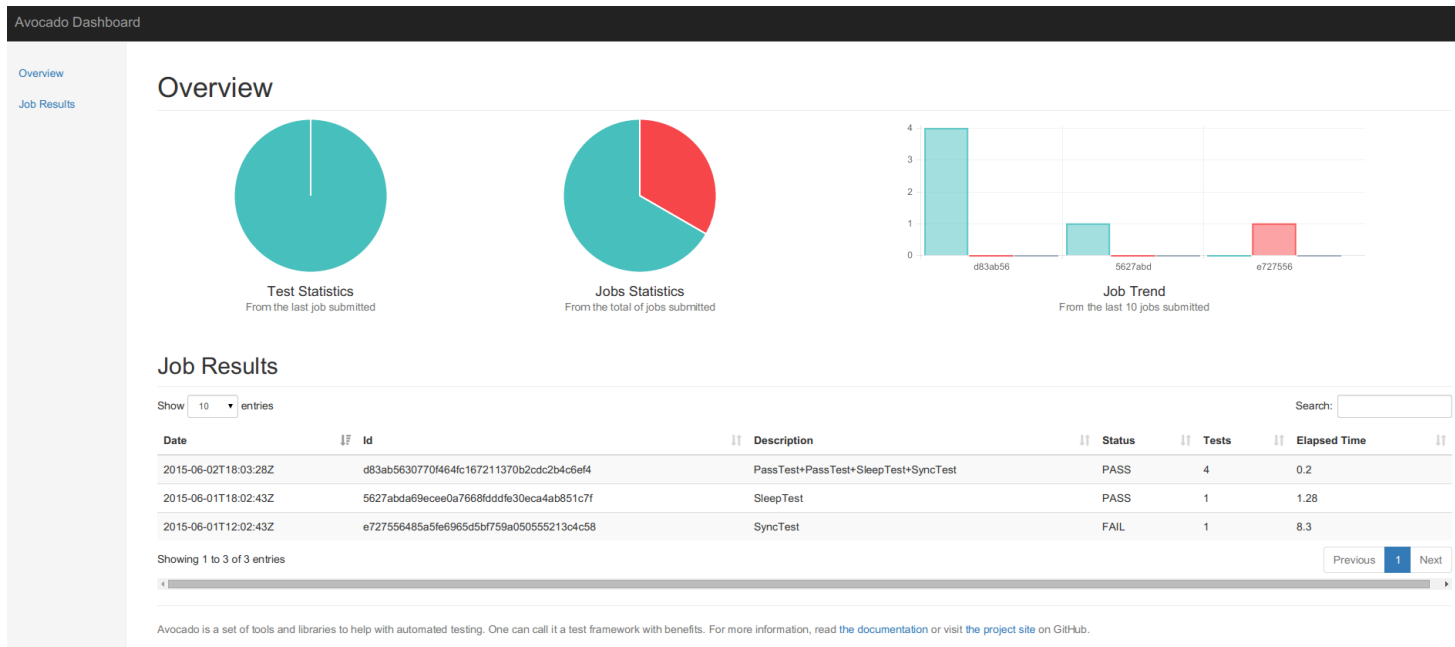 Avocado Dashboard
Overview
Job Results
Overview
4
3
2
1
0
d83ab56 5627abd e727556
Test Statistics
From the last job submitted
Jobs Statistics
From the total of jobs submitted
Job Trend
From the last 10 jobs submitted
Job Results
Show 10 entries
Search:
Date Id Description Status Tests Elapsed Time
2015-06-02T18:03:28Z d83ab5630770f464fc167211370b2cdc2b4c6ef4 PassTest+PassTest+SleepTest+SyncTest PASS 4 0.2
2015-06-01T18:02:43Z 5627abda69ecee0a7668fdddfe30eca4ab851c7f SleepTest PASS 1 1.28
2015-06-01T12:02:43Z e727556485a5fe6965d5bf759a050555213c4c58 SyncTest FAIL 1 8.3
Showing 1 to 3 of 3 entries
Previous 1 Next
Avocado is a set of tools and libraries to help with automated testing. One can call it a test framework with benefits. For more information, read the documentation or visit the project site on GitHub.